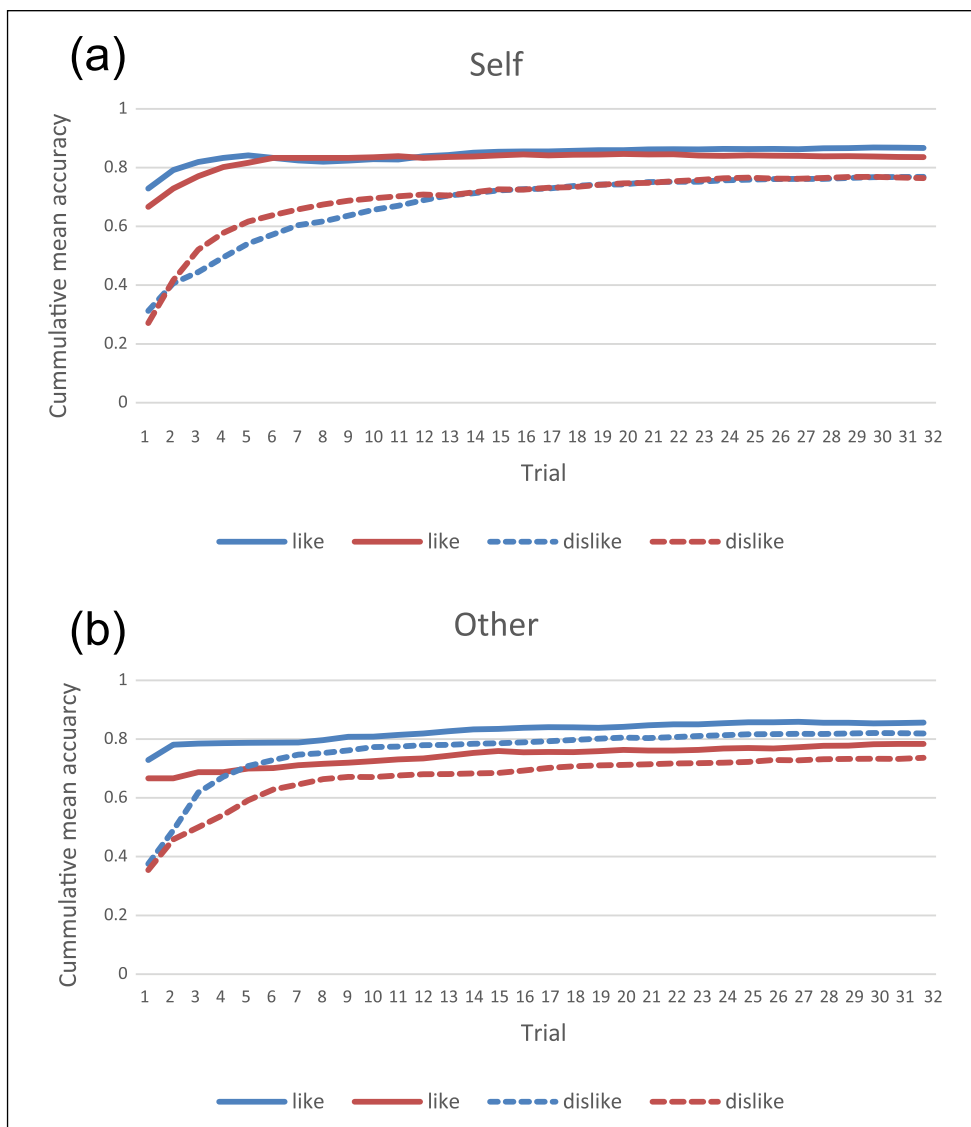 (a)
Self
Cummulative mean accuracy
1
0.8
0.6
0.4
0.2
0
1 2 3 4 5 6 7 8 9 10 11 12 13 14 15 16 17 18 19 20 21 22 23 24 25 26 27 28 29 30 31 32
Trial
like like dislike dislike
(b)
Other
Cummulative mean accuarcy
1
0.8
0.6
0.4
0.2
0
1 2 3 4 5 6 7 8 9 10 11 12 13 14 15 16 17 18 19 20 21 22 23 24 25 26 27 28 29 30 31 32
Trial
like like dislike dislike